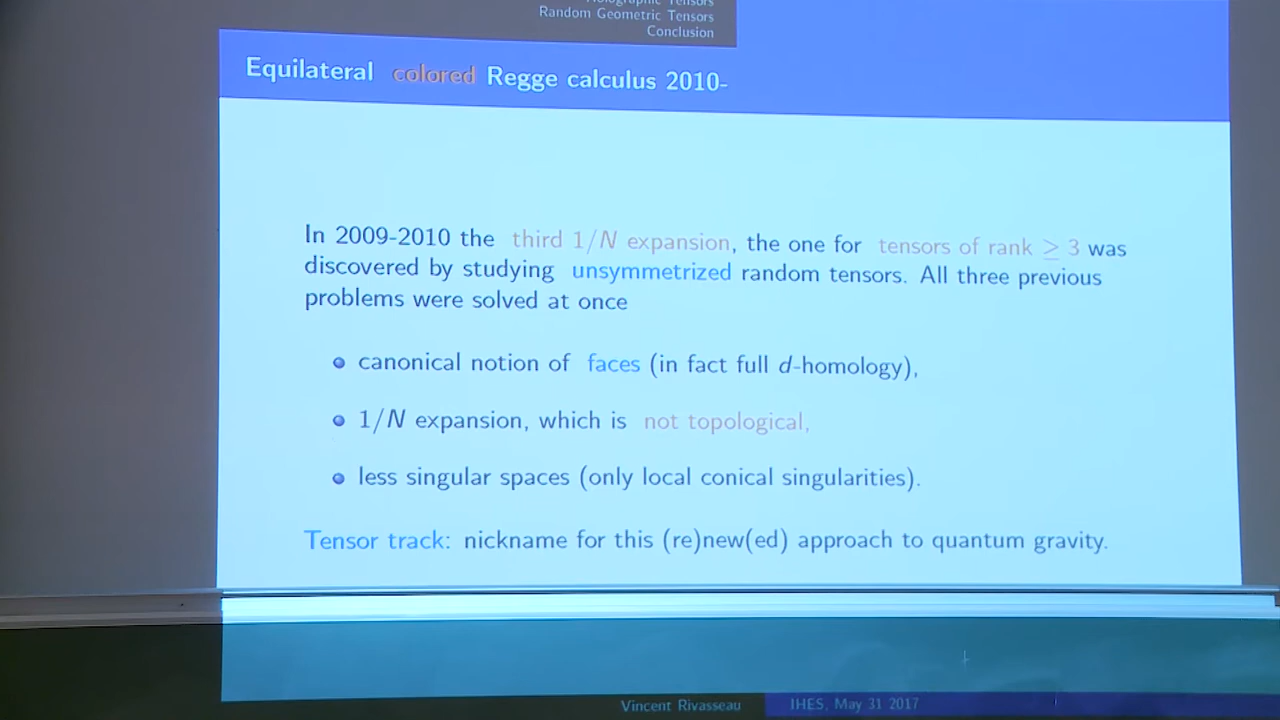 Tensors
Random Geometric Tensors
Conclusion
Equilateral colored Regge calculus 2010-
In 2009-2010 the third 1/N expansion, the one for tensors of rank ≥ 3 was
discovered by studying unsymmetrized random tensors. All three previous
problems were solved at once
canonical notion of faces (in fact full d-homology),
1/N expansion, which is not topological,
less singular spaces (only local conical singularities).
Tensor track: nickname for this (re)new(ed) approach to quantum gravity.
Vincent Rivasseau
IHES, May 31 2017